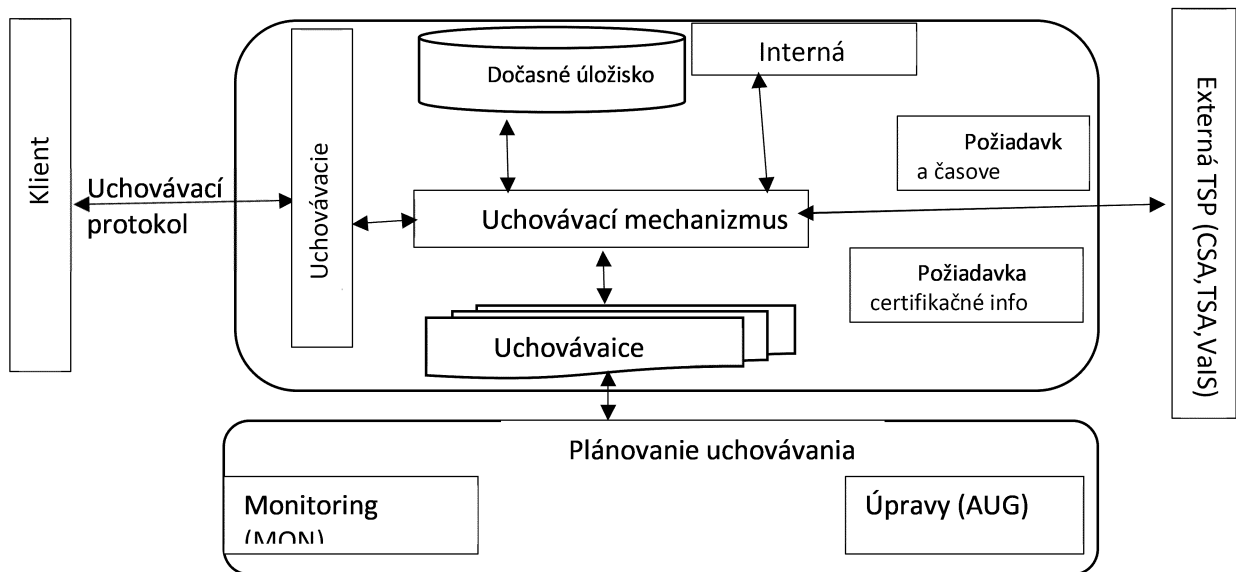 Klient
Uchovávací
protokol
Uchovávacie
Dočasné úložisko
Interná
Požiadavk
a časove
Uchovávací mechanizmus
Požiadavka
certifikačné info
Uchovávaice
Externá TSP (CSA,TSA,ValS)
Plánovanie uchovávania
Monitoring
(MON)
Úpravy (AUG)